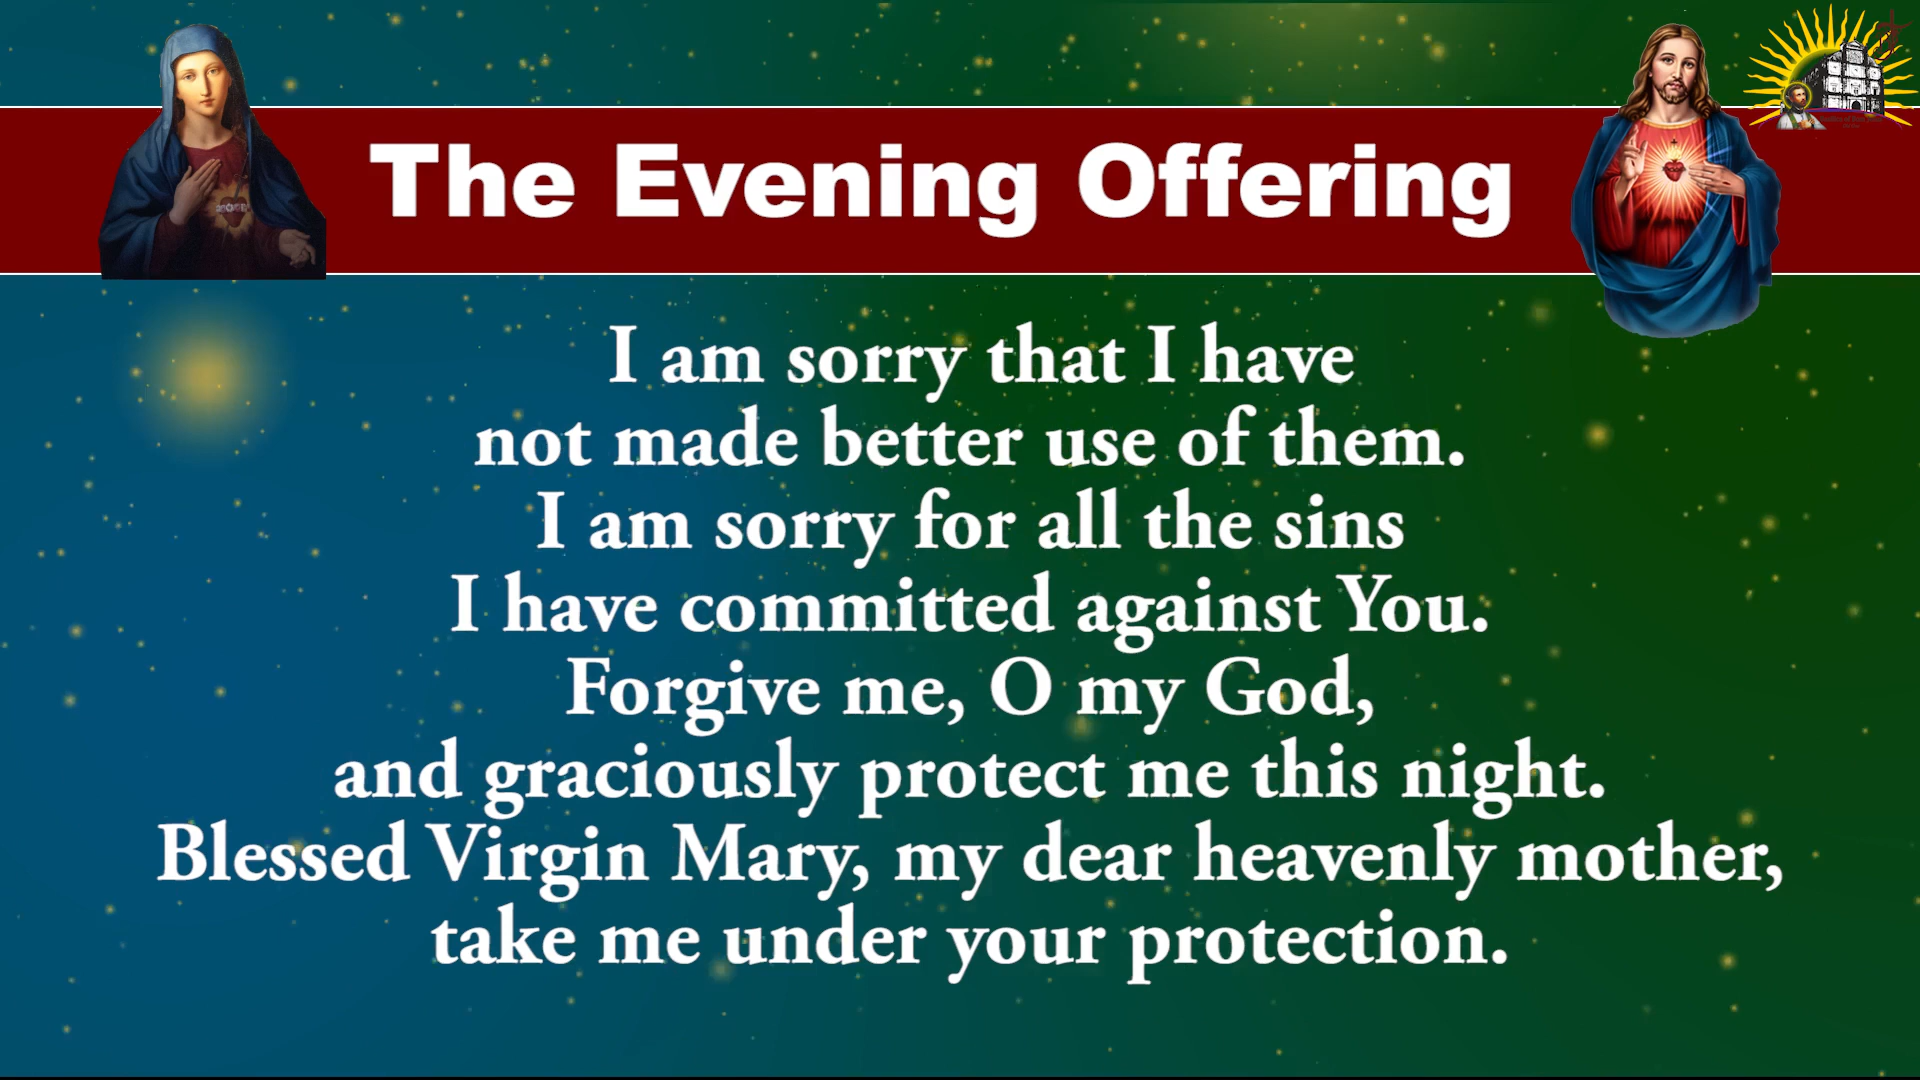 The Evening Offering
I am sorry that I have
not made better use of them.
I am sorry for all the sins
I have committed against You.
Forgive me, O my God,
and graciously protect me this night.
Blessed Virgin Mary, my dear heavenly mother,
take me under your protection.